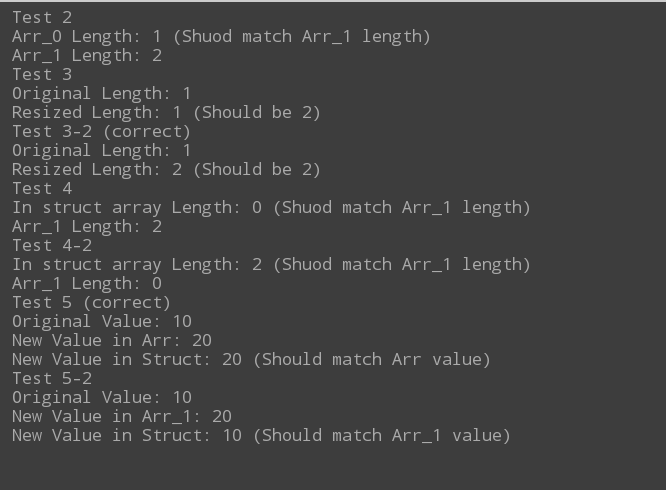 Test 2
Arr_0 Length: 1 (Shuod match Arr_1 length)
Arr_1 Length: 2
Test 3
Original Length: 1
Resized Length: 1 (Should be 2)
Test 3-2 (correct)
Original Length: 1
Resized Length: 2 (Should be 2)
Test 4
In struct array Length: 0 (Shuod match Arr_1 length)
Arr_1 Length: 2
Test 4-2
In struct array Length: 2 (Shuod match Arr_1 length)
Arr_1 Length: 0
Test 5 (correct)
Original Value: 10
New Value in Arr: 20
New Value in Struct: 20 (Should match Arr value)
Test 5-2
Original Value: 10
New Value in Arr_1: 20
New Value in Struct: 10 (Should match Arr_1 value)